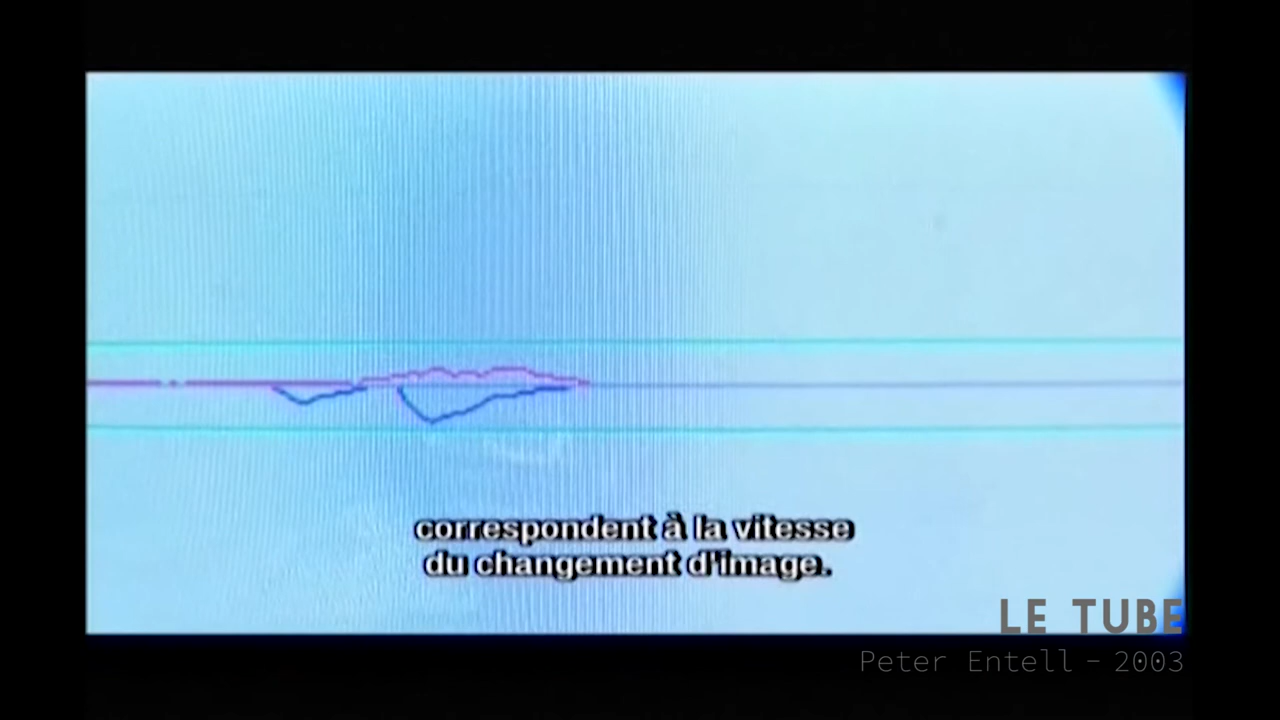 correspondent à la vitesse
du changement d'image.
LE TUBE
Peter Entell – 2003